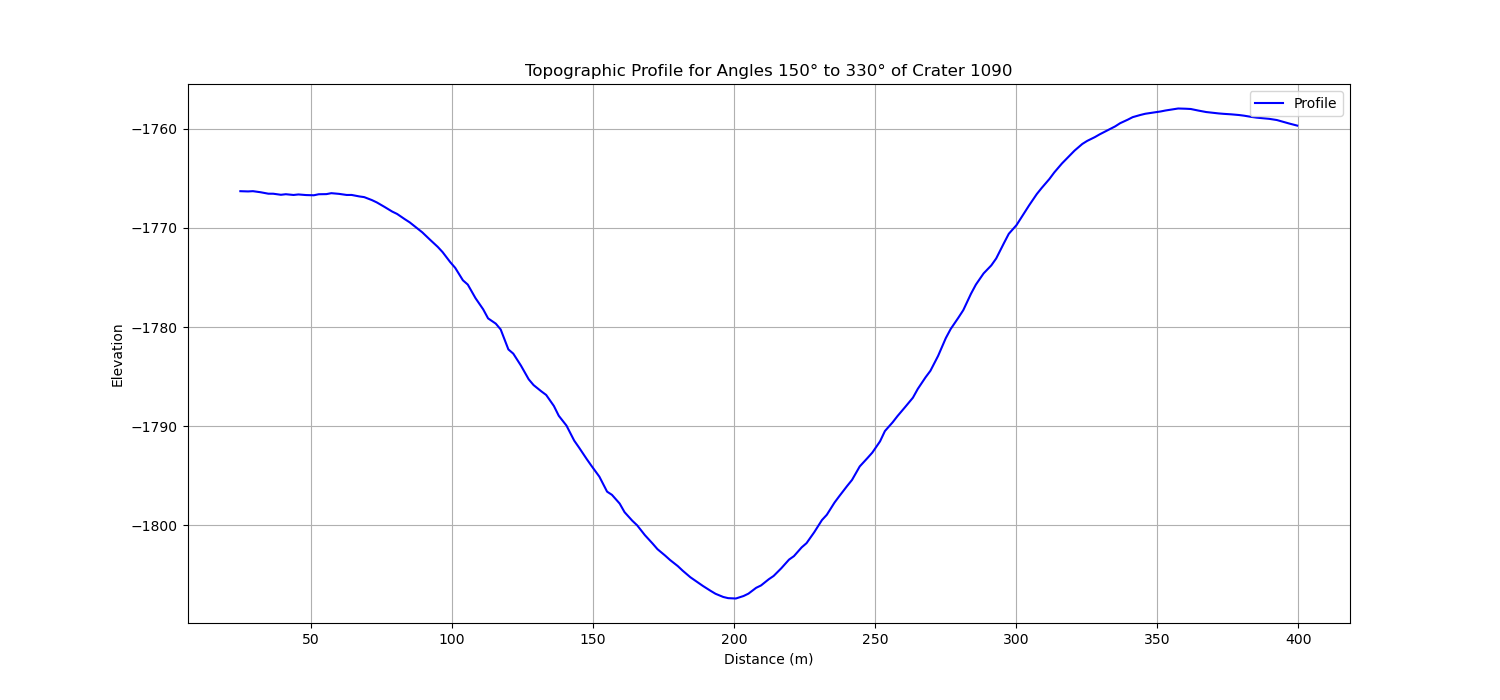 Topographic Profile for Angles 150° to 330° of Crater 1090
Profile
−1760
−1770
−1780
−1790
−1800
Elevation
50 100 150 200 250 300 350 400
Distance (m)